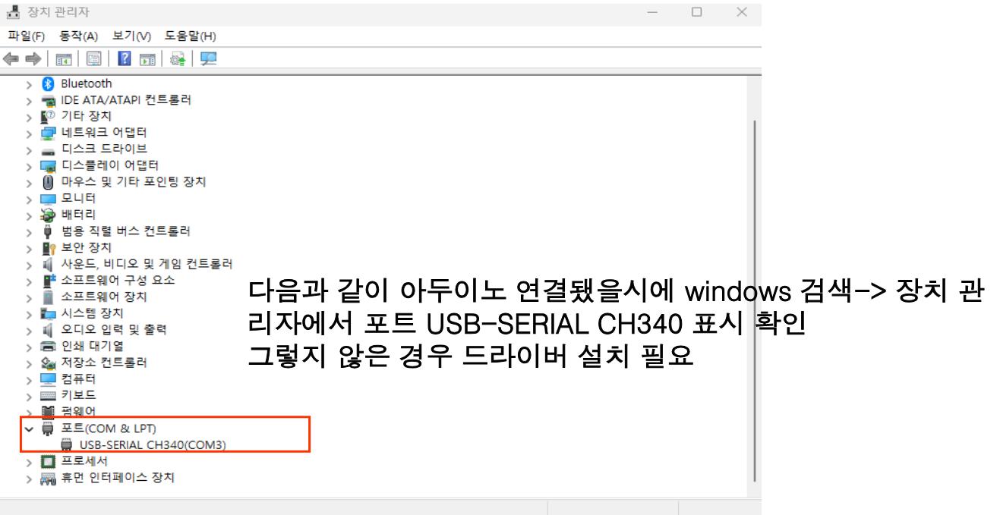 장치 관리자
파일(F) 동작(A) 보기(V) 도움말(H)
Bluetooth
IDE ATA/ATAPI 컨트롤러
기타 장치
네트워크 어댑터
디스크 드라이브
디스플레이 어댑터
마우스 및 기타 포인팅 장치
모니터
배터리
범용 직렬 버스 컨트롤러
보안 장치
사운드, 비디오 및 게임 컨트롤러
소프트웨어 구성 요소
소프트웨어 장치
시스템 장치
오디오 입력 및 출력
인쇄 대기열
저장소 컨트롤러
컴퓨터
키보드
펌웨어
포트(COM & LPT)
USB-SERIAL CH340(COM3)
프로세서
휴먼 인터페이스 장치
다음과 같이 아두이노 연결됐을시에 windows 검색-> 장치 관
리자에서 포트 USB-SERIAL CH340 표시 확인
그렇지 않은 경우 드라이버 설치 필요